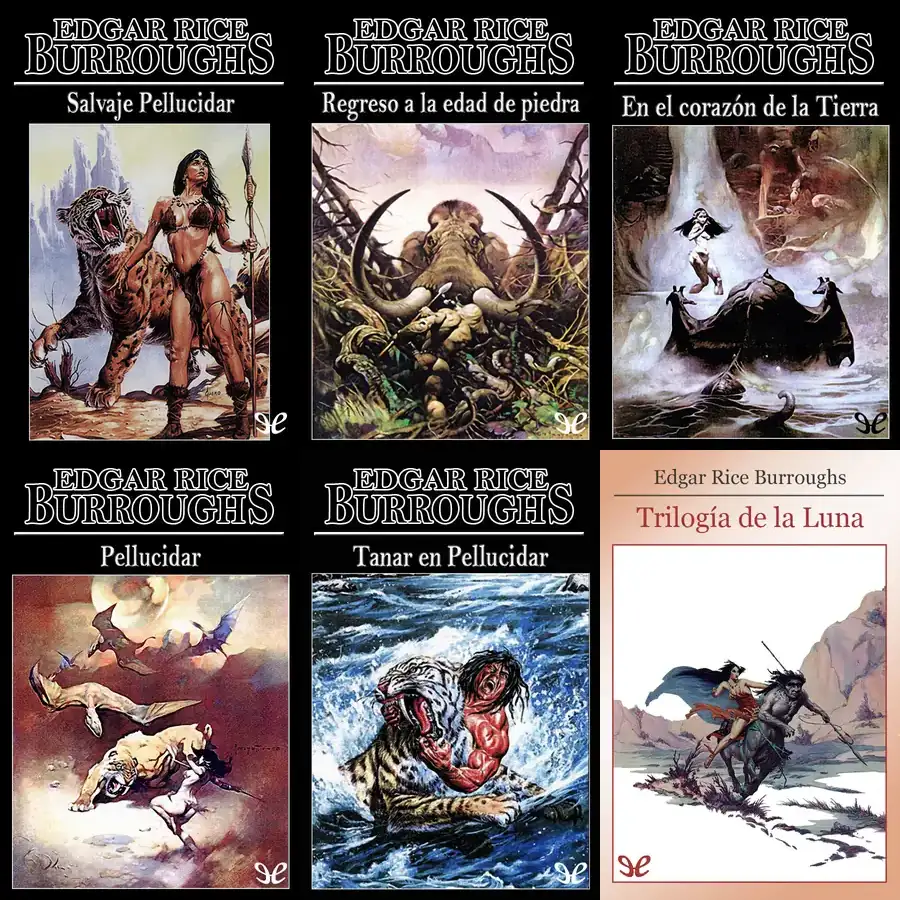 EDGAR RICE
BURROUGHS
Salvaje Pellucidar
EDGAR RICE
BURROUGHS
Regreso a la edad de piedra
EDGAR RICE
BURROUGHS
En el corazón de la Tierra
EDGAR RICE
BURROUGHS
Pellucidar
EDGAR RICE
BURROUGHS
Tanar en Pellucidar
Edgar Rice Burroughs
Trilogía de la Luna